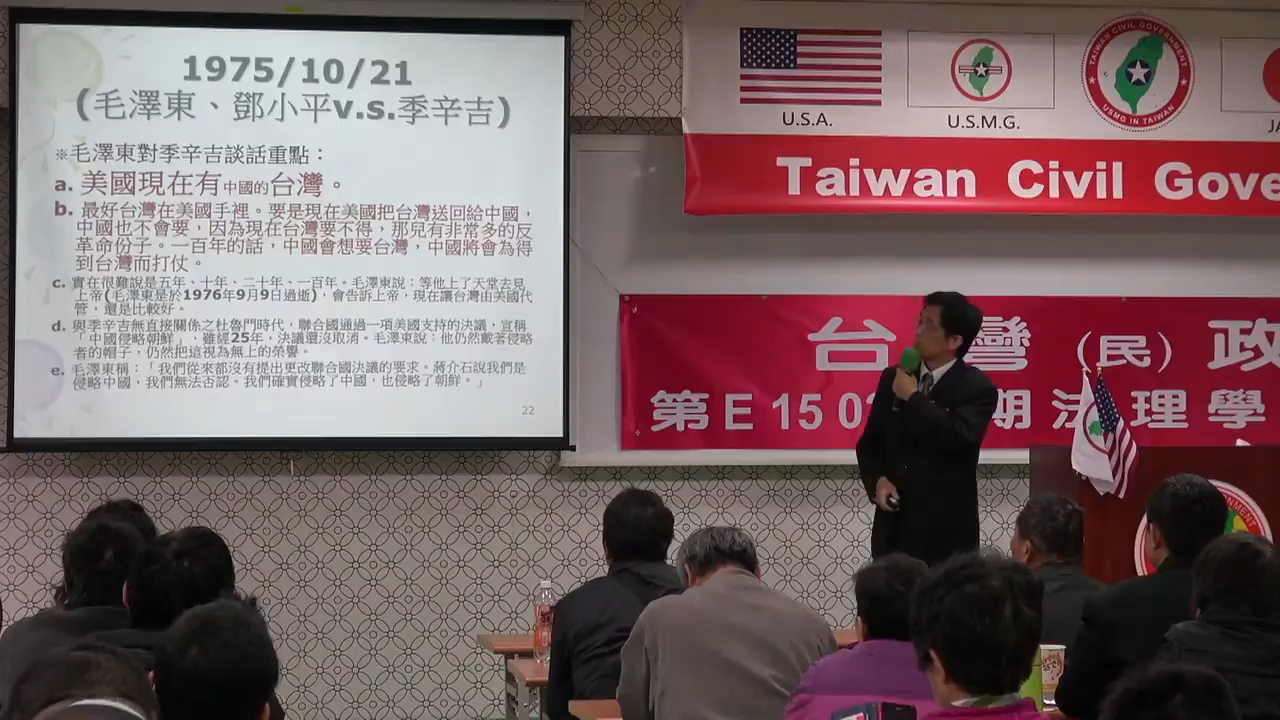 1975/10/21
(毛澤東、鄧小平v.s.季辛吉)
※毛澤東對季辛吉談話重點：
a. 美國現在有中國的台灣。
b. 最好台灣在美國手裡。要是現在美國把台灣送回給中國，
中國也不會要，因為現在台灣要不得，那兒有非常多的反
革命份子。一百年的話，中國會想要台灣，中國將會為得
到台灣而打仗。
c. 實在很難說是五年、十年、二十年、一百年。毛澤東說：等他上了天堂去見
上帝(毛澤東是於1976年9月9日過逝)，會告訴上帝，現在讓台灣由美國代
管，還是比較好。
d. 與季辛吉無直接關係之杜魯門時代，聯合國通過一項美國支持的決議，宣稱
「中國侵略朝鮮」，雖經25年，決議還沒取消。毛澤東說：他仍然戴著侵略
者的帽子，仍然把這視為無上的榮譽。
e. 毛澤東稱：「我們從來都沒有提出更改聯合國決議的要求。蔣介石說我們是
侵略中國，我們無法否認。我們確實侵略了中國，也侵略了朝鮮。」
22
U.S.A.
U.S.M.G.
TAIWAN CIVIL GOVERNMENT
USMG IN TAIWAN
JA
Taiwan Civil Gove
台灣（民）政
第E15 0 期法理學